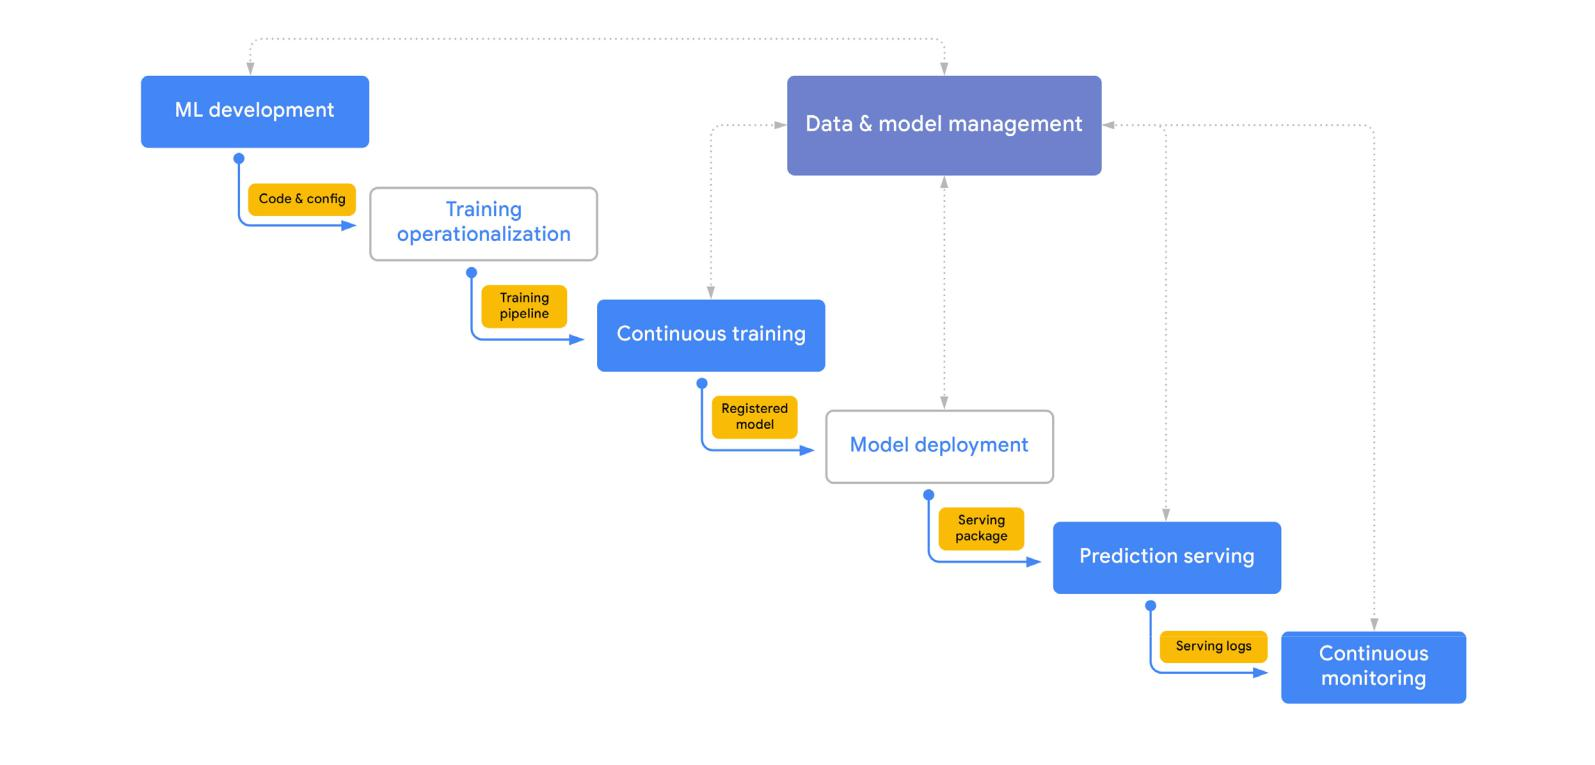 ML development
Data & model management
Code & config
Training
operationalization
Training
pipeline
Continuous training
Registered
model
Model deployment
Serving
package
Prediction serving
Serving logs
Continuous
monitoring